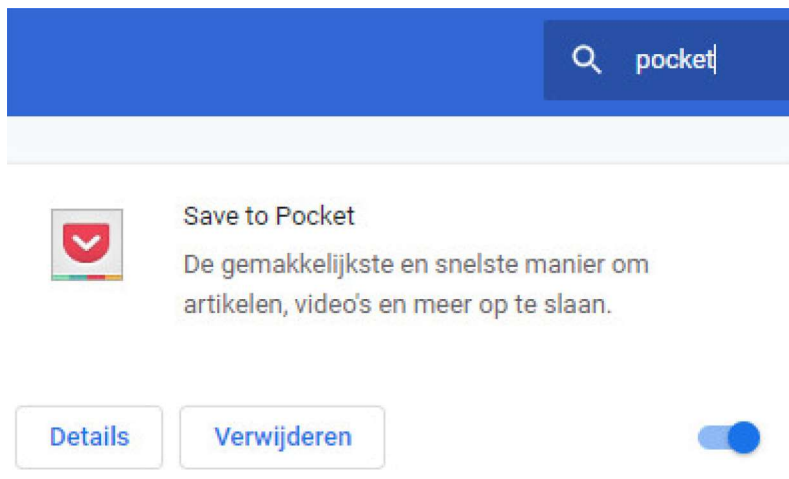 pocket
Save to Pocket
De gemakkelijkste en snelste manier om
artikelen, video's en meer op te slaan.
Details
Verwijderen